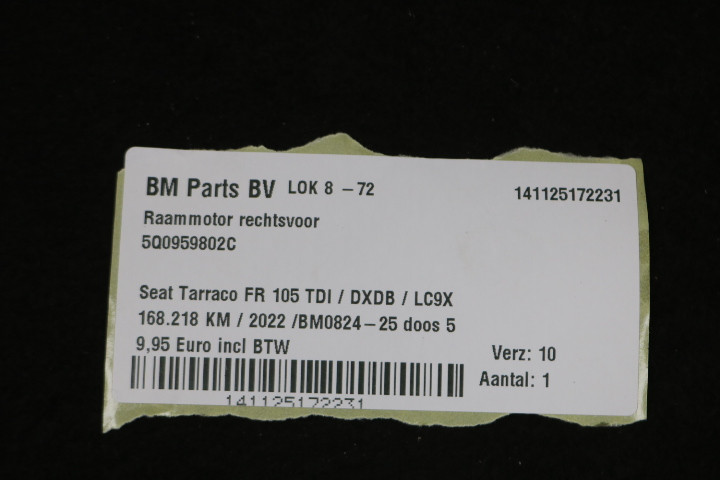 BM Parts BV LOK 8 - 72 141125172231
Raammotor rechtsvoor
5Q0959802C
Seat Tarraco FR 105 TDI / DXDB / LC9X
168.218 KM / 2022 /BM0824-25 doos 5
9,95 Euro incl BTW Verz: 10
Aantal: 1
141125172231